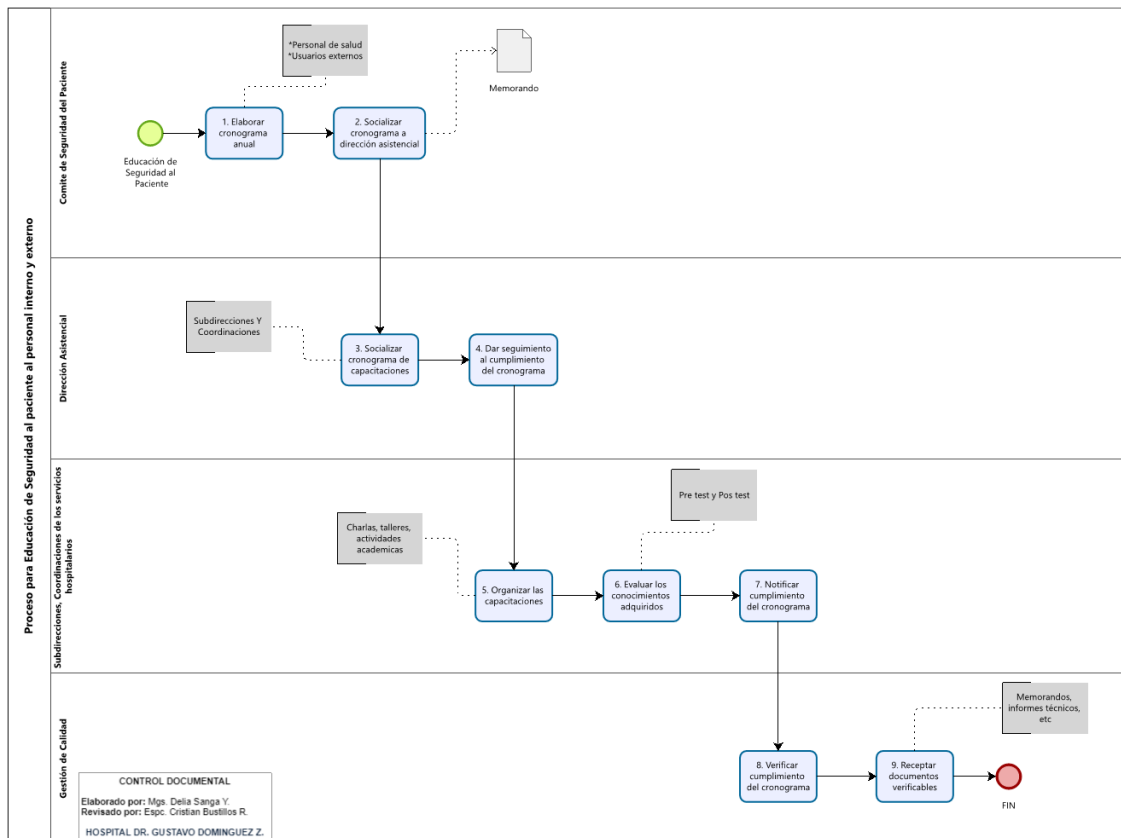 Proceso para Educación de Seguridad al paciente al personal interno y externo
Comite de Seguridad del Paciente
*Personal de salud
*Usuarios externos
Memorando
1. Elaborar
cronograma
anual
2. Socializar
cronograma a
dirección asistencial
Educación de
Seguridad al
Paciente
Dirección Asistencial
Subdirecciones Y
Coordinaciones
3. Socializar
cronograma de
capacitaciones
4. Dar seguimiento
al cumplimiento
del cronograma
Subdirecciones, Coordinaciones de los servicios
hospitalarios
Pre test y Pos test
Charlas, talleres,
actividades
academicas
5. Organizar las
capacitaciones
6. Evaluar los
conocimientos
adquiridos
7. Notificar
cumplimiento
del cronograma
Gestión de Calidad
Memorandos,
informes técnicos,
etc
8. Verificar
cumplimiento
del cronograma
9. Receptar
documentos
verificables
FIN
CONTROL DOCUMENTAL
Elaborado por: Mgs. Delia Sanga Y.
Revisado por: Espc. Cristian Bustillos R.
HOSPITAL DR. GUSTAVO DOMINGUEZ Z.